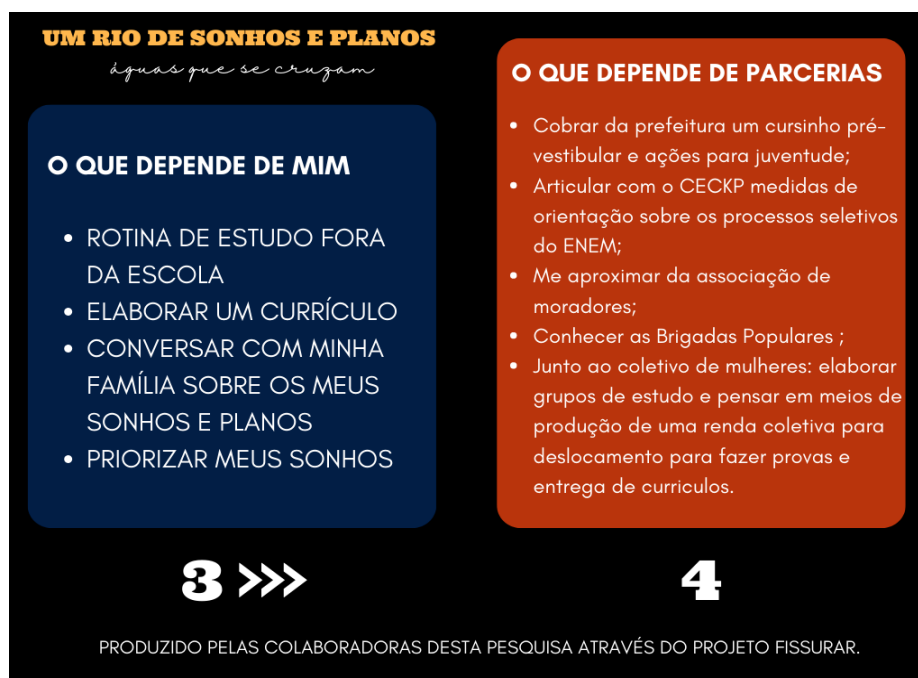 UM RIO DE SONHOS E PLANOS
águas que se cruzam
O QUE DEPENDE DE MIM
• ROTINA DE ESTUDO FORA
DA ESCOLA
• ELABORAR UM CURRÍCULO
• CONVERSAR COM MINHA
FAMÍLIA SOBRE OS MEUS
SONHOS E PLANOS
• PRIORIZAR MEUS SONHOS
3 >>>
O QUE DEPENDE DE PARCERIAS
• Cobrar da prefeitura um cursinho pré-
vestibular e ações para juventude;
• Articular com o CECKP medidas de
orientação sobre os processos seletivos
do ENEM;
• Me aproximar da associação de
moradores;
• Conhecer as Brigadas Populares ;
• Junto ao coletivo de mulheres: elaborar
grupos de estudo e pensar em meios de
produção de uma renda coletiva para
deslocamento para fazer provas e
entrega de curriculos.
4
PRODUZIDO PELAS COLABORADORAS DESTA PESQUISA ATRAVÉS DO PROJETO FISSURAR.